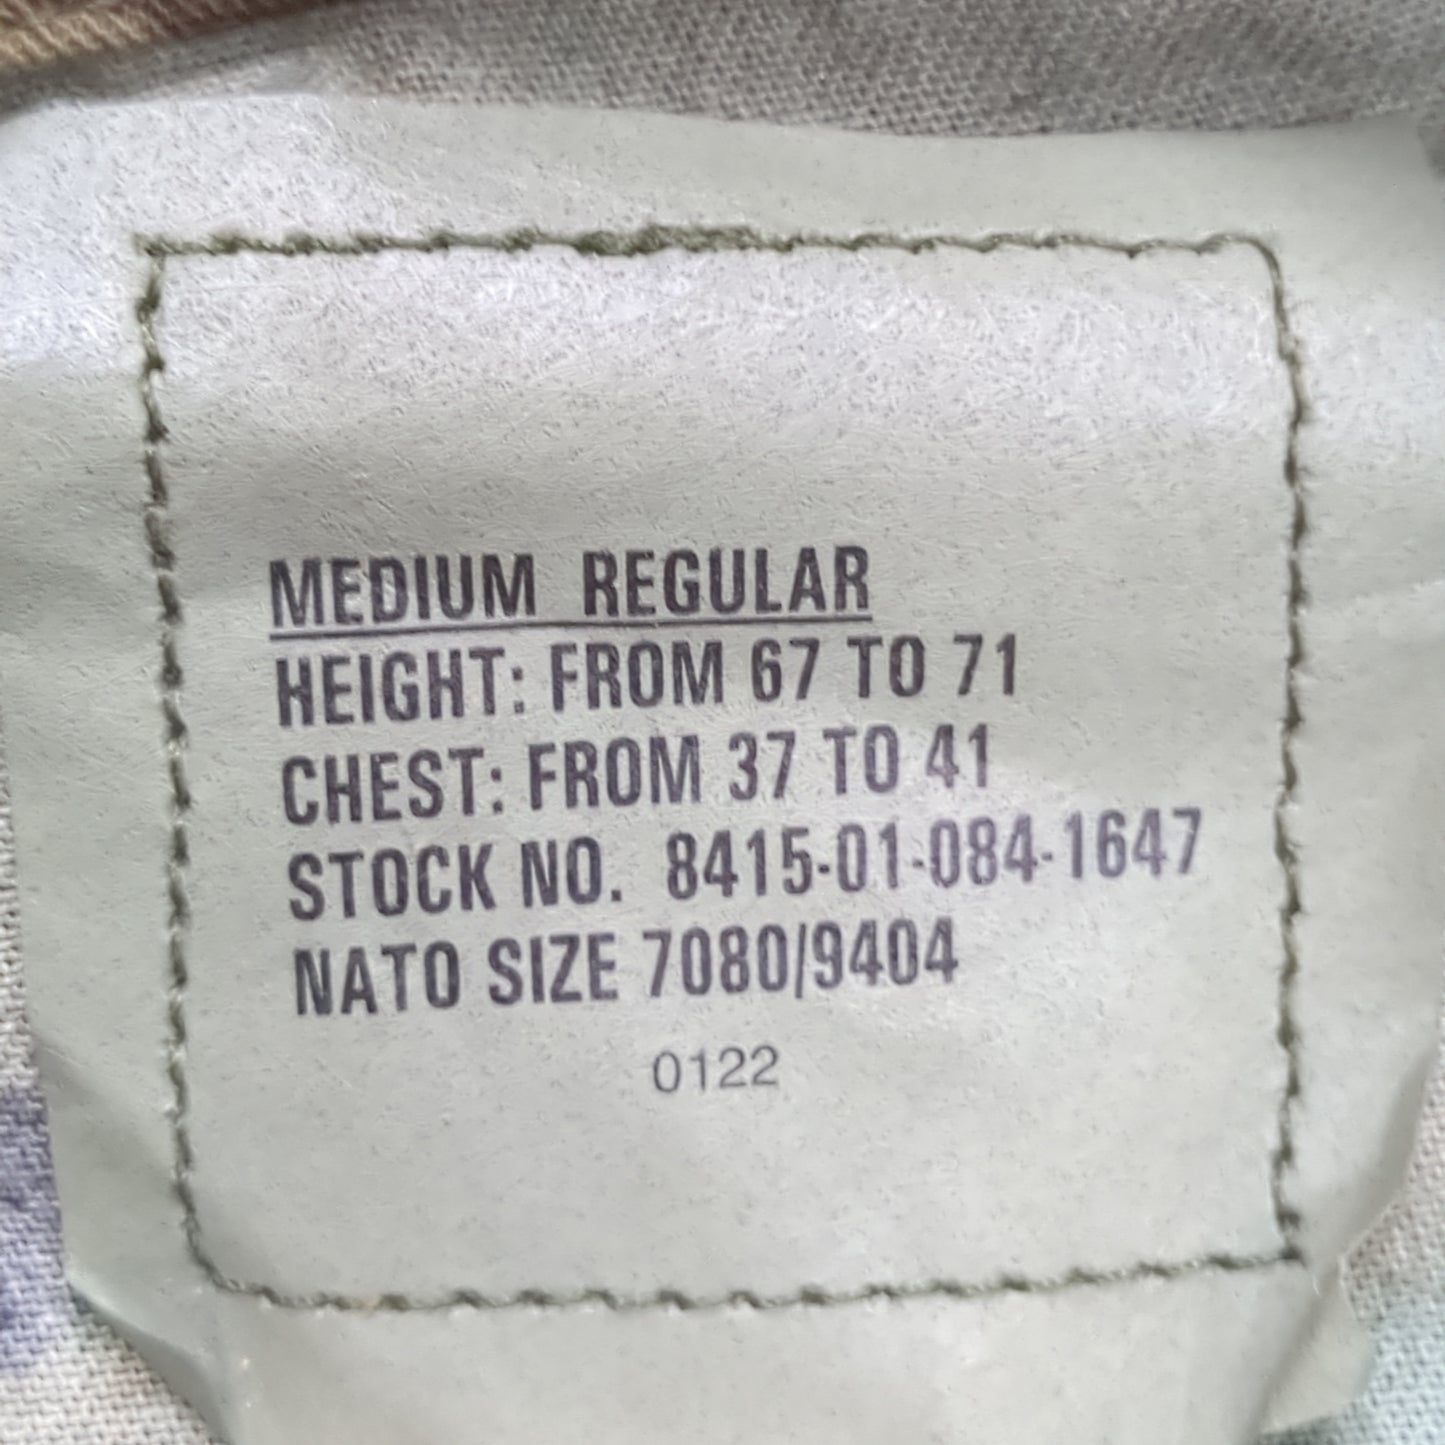 MEDIUM REGULAR
HEIGHT: FROM 67 TO 71
CHEST: FROM 37 TO 41
STOCK NO. 8415-01-084-1647
NATO SIZE 7080/9404
0122